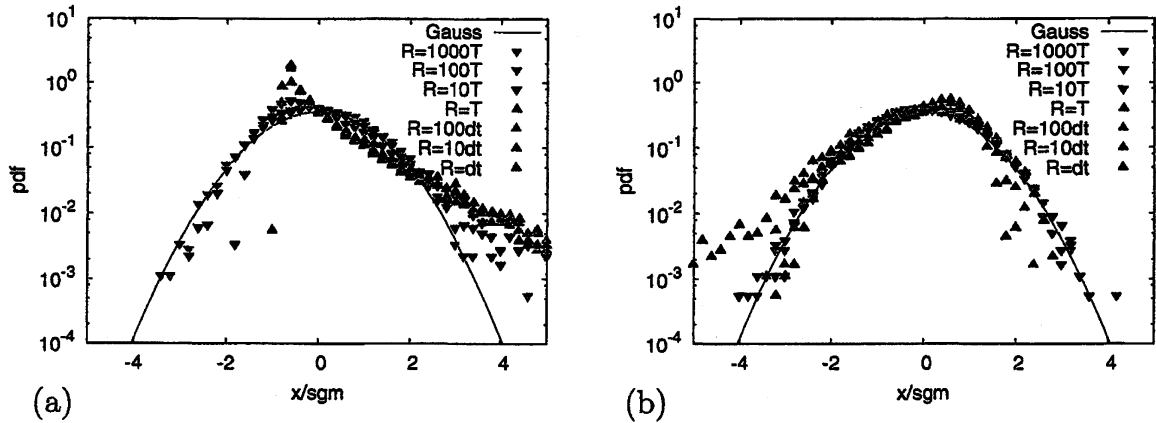 10^1
10^0
10^-1
10^-2
10^-3
10^-4
pdf
Gauss
R=1000T
R=100T
R=10T
R=T
R=100dt
R=10dt
R=dt
-4 -2 0 2 4
x/sgm
(a)
10^1
10^0
10^-1
10^-2
10^-3
10^-4
pdf
Gauss
R=1000T
R=100T
R=10T
R=T
R=100dt
R=10dt
R=dt
-4 -2 0 2 4
x/sgm
(b)